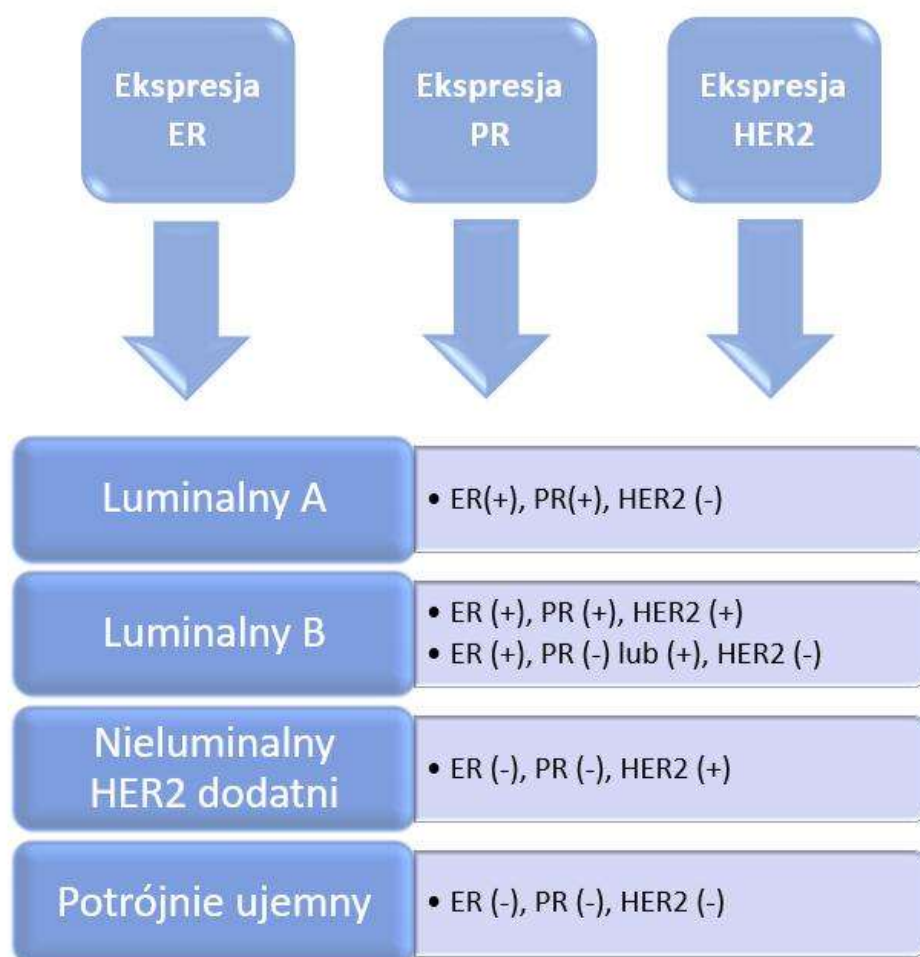 Ekspresja
ER
Ekspresja
PR
Ekspresja
HER2
Luminalny A
• ER(+), PR(+), HER2 (-)
Luminalny B
• ER (+), PR (+), HER2 (+)
• ER (+), PR (-) lub (+), HER2 (-)
Nieluminalny
HER2 dodatni
• ER (-), PR (-), HER2 (+)
Potrójnie ujemny
• ER (-), PR (-), HER2 (-)